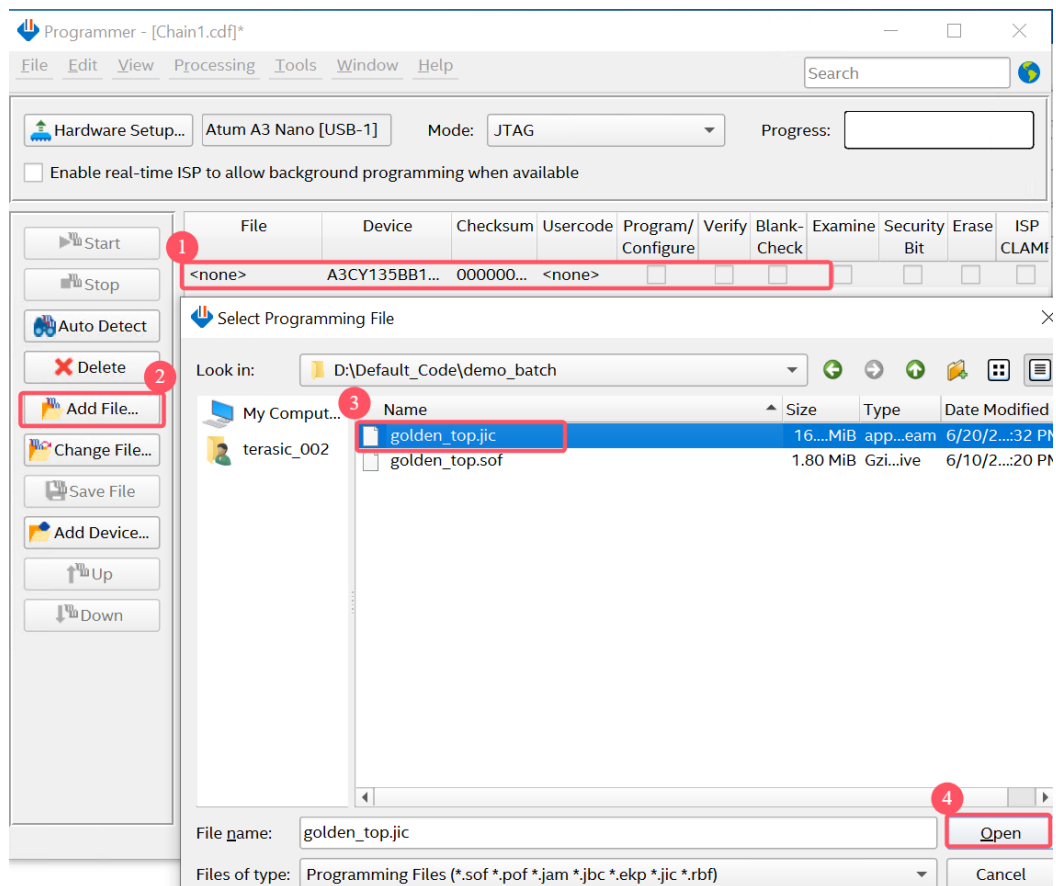 Programmer - [Chain1.cdf]*
File Edit View Processing Tools Window Help
Search
Hardware Setup... Atum A3 Nano [USB-1] Mode: JTAG Progress:
Enable real-time ISP to allow background programming when available
File Device Checksum Usercode Program/ Verify Blank- Examine Security Erase ISP
Configure Check Bit CLAMP
1
<none> A3CY135BB1... 000000... <none>
Start
Stop
Auto Detect
Delete
2
Add File...
Change File...
Save File
Add Device...
Up
Down
Select Programming File
Look in: D:\Default_Code\demo_batch
My Comput...
terasic_002
3
Name Size Type Date Modified
golden_top.jic 16....MiB app...eam 6/20/2...:32 PM
golden_top.sof 1.80 MiB Gzi...ive 6/10/2...:20 PM
4
File name: golden_top.jic Open
Files of type: Programming Files (*.sof *.pof *.jam *.jbc *.ekp *.jic *.rbf) Cancel